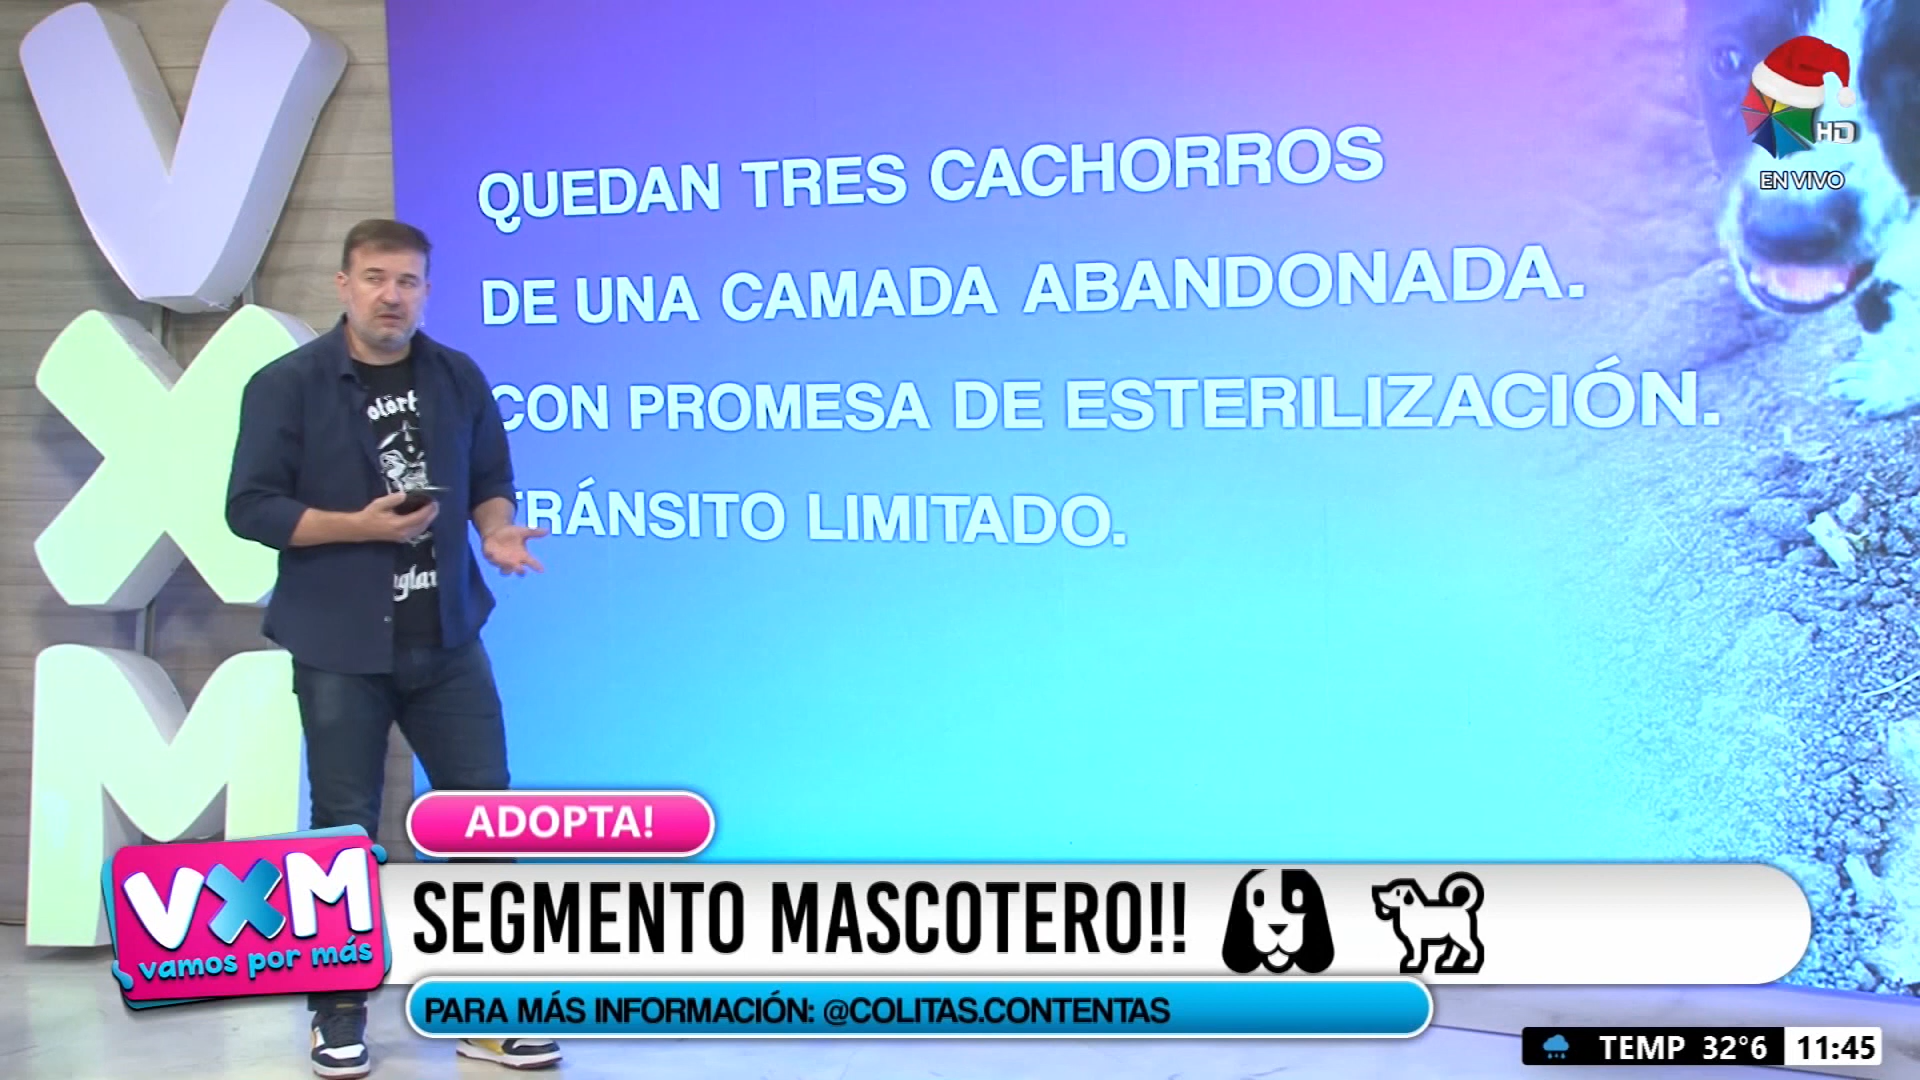 VXM
HD
EN VIVO
QUEDAN TRES CACHORROS
DE UNA CAMADA ABANDONADA.
CON PROMESA DE ESTERILIZACIÓN.
TRÁNSITO LIMITADO.
ADOPTA!
VXM
vamos por más
SEGMENTO MASCOTERO!!
PARA MÁS INFORMACIÓN: @COLITAS.CONTENTAS
TEMP 32°6 11:45